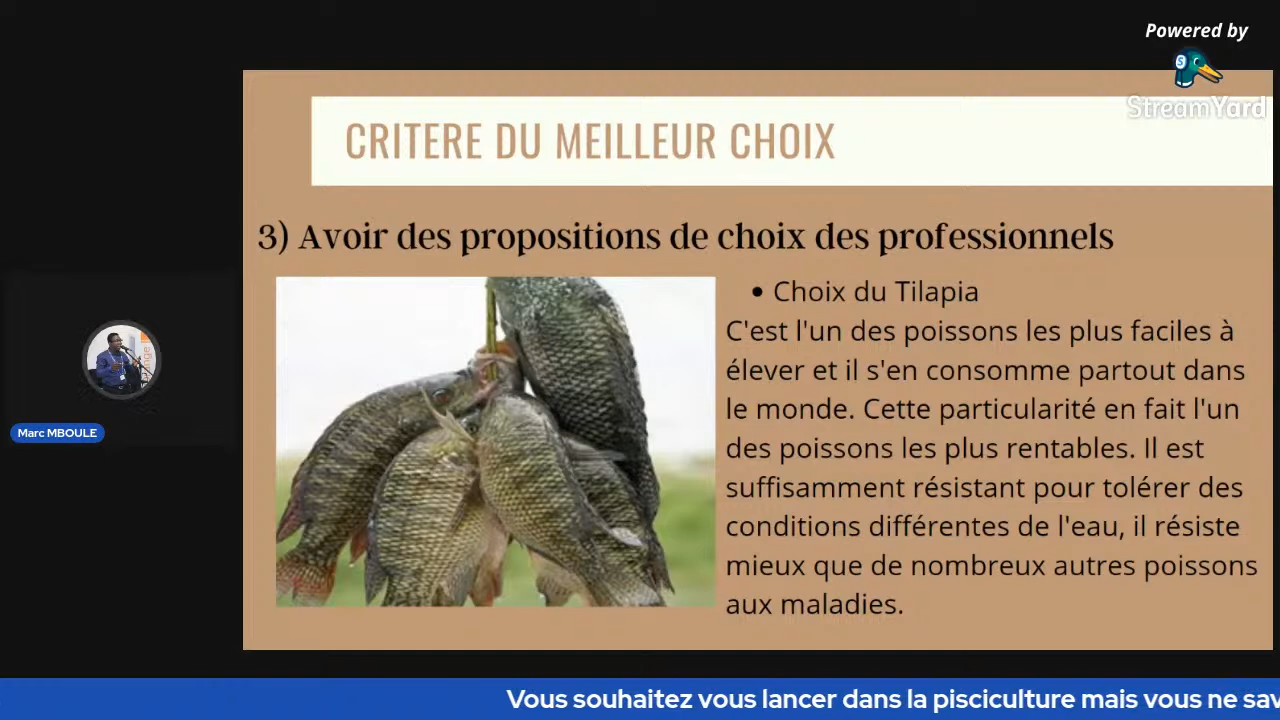 Powered by
StreamYard
CRITERE DU MEILLEUR CHOIX
3) Avoir des propositions de choix des professionnels
• Choix du Tilapia
C'est l'un des poissons les plus faciles à
élever et il s'en consomme partout dans
le monde. Cette particularité en fait l'un
des poissons les plus rentables. Il est
suffisamment résistant pour tolérer des
conditions différentes de l'eau, il résiste
mieux que de nombreux autres poissons
aux maladies.
Marc MBOULE
Vous souhaitez vous lancer dans la pisciculture mais vous ne sav